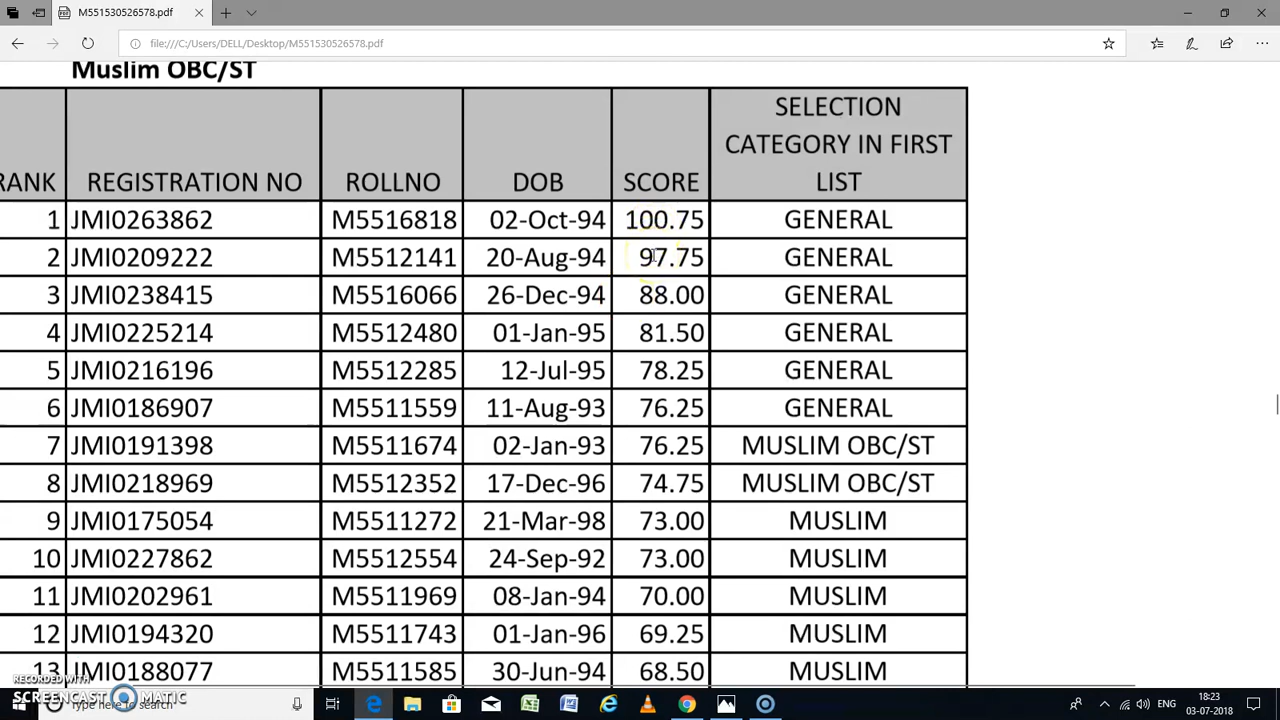 M551530526578.pdf
file:///C:/Users/DELL/Desktop/M551530526578.pdf
Muslim OBC/ST
RANK REGISTRATION NO ROLLNO DOB SCORE SELECTION CATEGORY IN FIRST LIST
1 JMI0263862 M5516818 02-Oct-94 100.75 GENERAL
2 JMI0209222 M5512141 20-Aug-94 97.75 GENERAL
3 JMI0238415 M5516066 26-Dec-94 88.00 GENERAL
4 JMI0225214 M5512480 01-Jan-95 81.50 GENERAL
5 JMI0216196 M5512285 12-Jul-95 78.25 GENERAL
6 JMI0186907 M5511559 11-Aug-93 76.25 GENERAL
7 JMI0191398 M5511674 02-Jan-93 76.25 MUSLIM OBC/ST
8 JMI0218969 M5512352 17-Dec-96 74.75 MUSLIM OBC/ST
9 JMI0175054 M5511272 21-Mar-98 73.00 MUSLIM
10 JMI0227862 M5512554 24-Sep-92 73.00 MUSLIM
11 JMI0202961 M5511969 08-Jan-94 70.00 MUSLIM
12 JMI0194320 M5511743 01-Jan-96 69.25 MUSLIM
13 JMI0188077 M5511585 30-Jun-94 68.50 MUSLIM
RECORDED WITH
SCREENCAST MATIC
Type here to search
ENG
18:23
03-07-2018